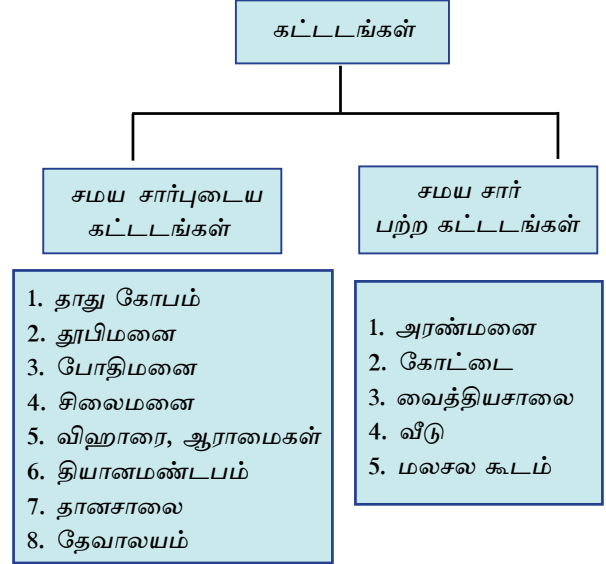 கட்டடங்கள்
சமய சார்புடைய
கட்டடங்கள்
சமய சார்
பற்ற கட்டடங்கள்
1. தாது கோபம்
2. தூபிமனை
3. போதிமனை
4. சிலைமனை
5. விஹாரை, ஆராமைகள்
6. தியானமண்டபம்
7. தானசாலை
8. தேவாலயம்
1. அரண்மனை
2. கோட்டை
3. வைத்தியசாலை
4. வீடு
5. மலசல கூடம்